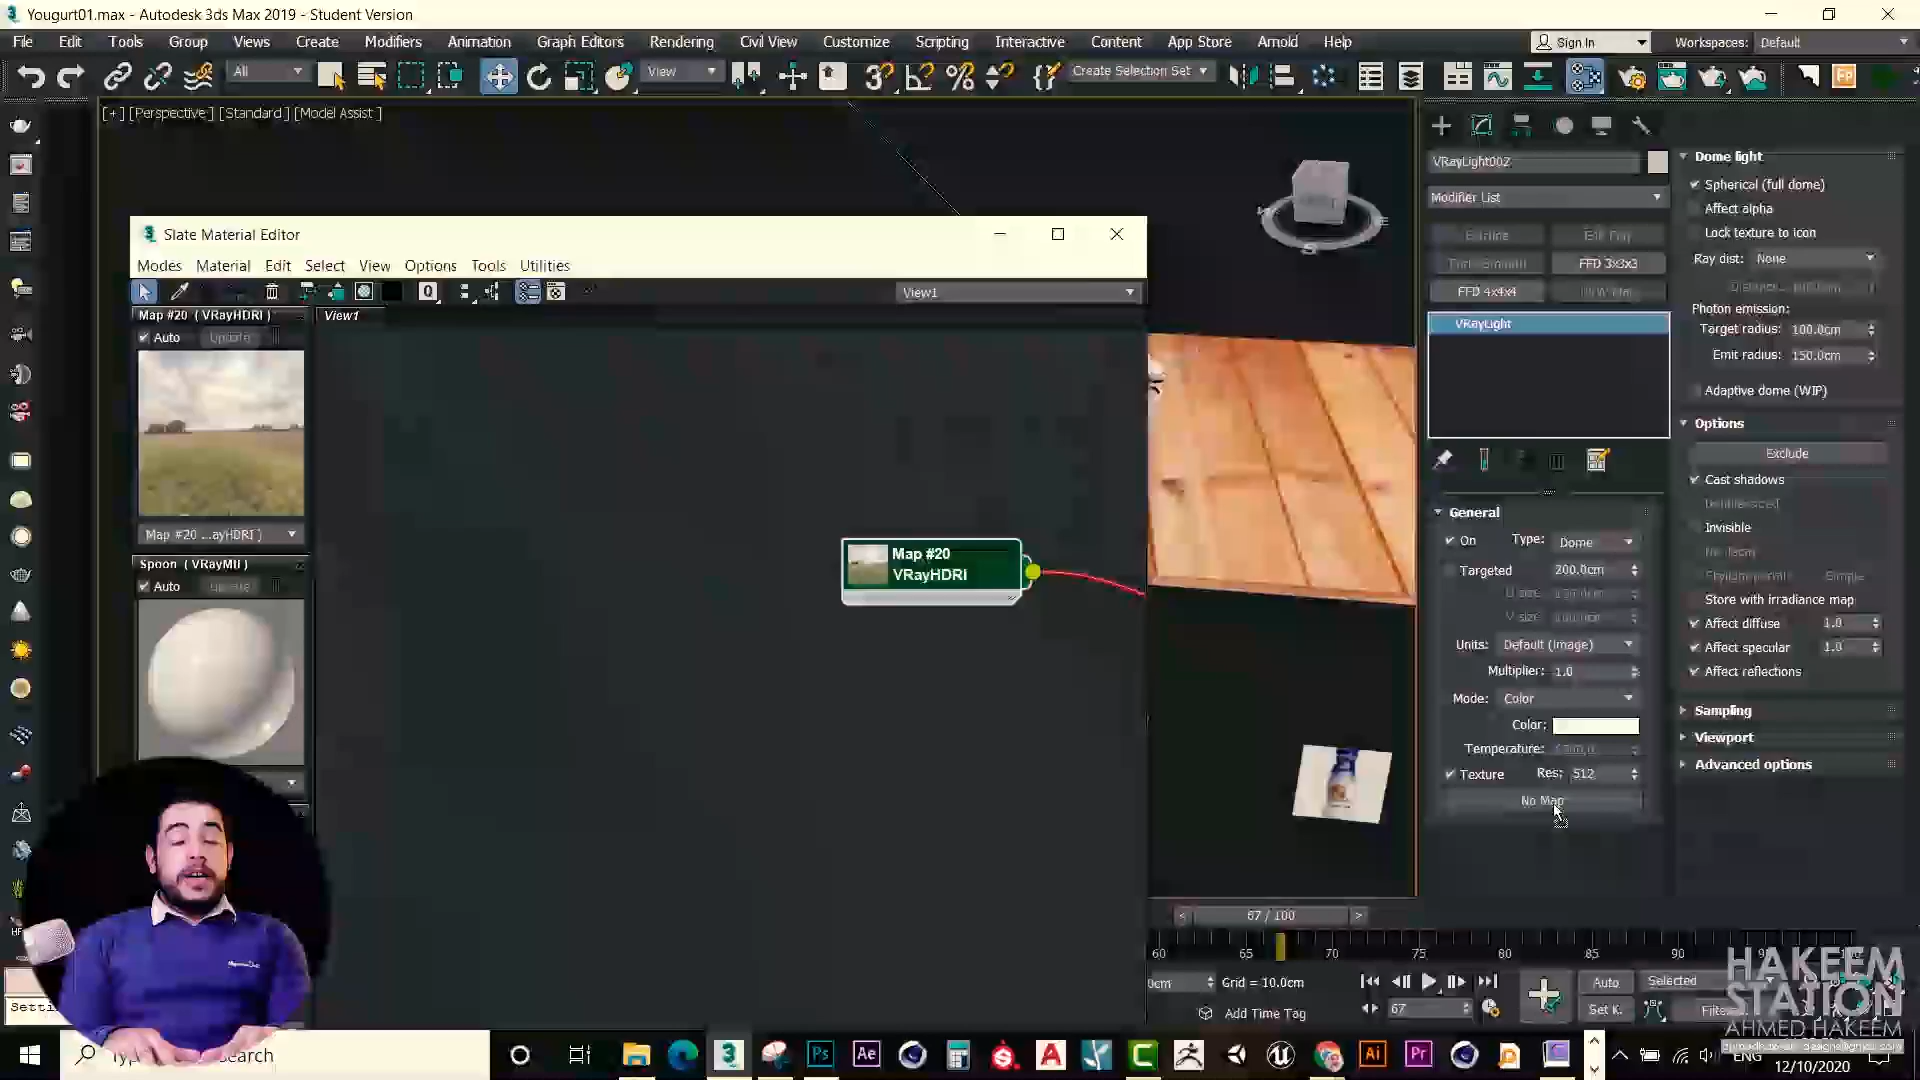 Yougurt01.max - Autodesk 3ds Max 2019 - Student Version
File Edit Tools Group Views Create Modifiers Animation Graph Editors Rendering Civil View Customize Scripting Interactive Content App Store Arnold Help
Sign In
Workspaces: Default
All
View
Create Selection Set
[+] [Perspective] [Standard] [Model Assist]
Slate Material Editor
Modes Material Edit Select View Options Tools Utilities
View1
Map #20 ( VRayHDRI )
View1
Auto
Update
Map #20 ...ayHDRI )
Spoon ( VRayMtl )
Auto
Update
Map #20
VRayHDRI
S
VRayLight002
Modifier List
FFD 3x3x3
FFD 4x4x4
VRayLight
General
On Type: Dome
Targeted 200.0cm
Units: Default (image)
Multiplier: 1.0
Mode: Color
Color:
Temperature:
Texture Res: 512
No Map
Dome light
Spherical (full dome)
Affect alpha
Lock texture to icon
Ray dist: None
Photon emission:
Target radius: 100.0cm
Emit radius: 150.0cm
Adaptive dome (WIP)
Options
Exclude
Cast shadows
Invisible
Simple
Store with irradiance map
Affect diffuse 1.0
Affect specular 1.0
Affect reflections
Sampling
Viewport
Advanced options
< 67 / 100 >
60 65 70 75 80 85 90
0cm Grid = 10.0cm
Add Time Tag
67
Auto Selected
Set K.
HAKEEM
STATION
AHMED HAKEEM
ENG
12/10/2020
Search
Ps Ae Ai Pr